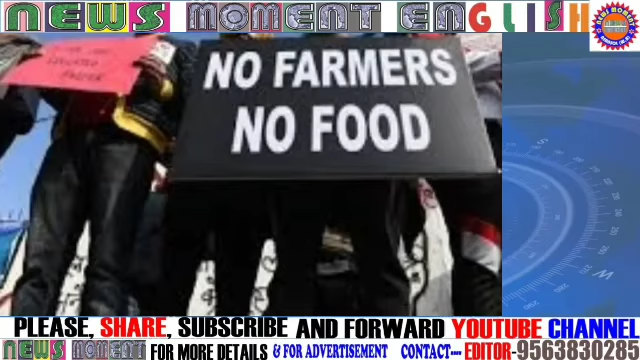 NEWS MOMENT ENGLISH
NO FARMERS
NO FOOD
PLEASE, SHARE, SUBSCRIBE AND FORWARD YOUTUBE CHANNEL
NEWS MOMENT FOR MORE DETAILS & FOR ADVERTISEMENT CONTACT--- EDITOR-9563830285